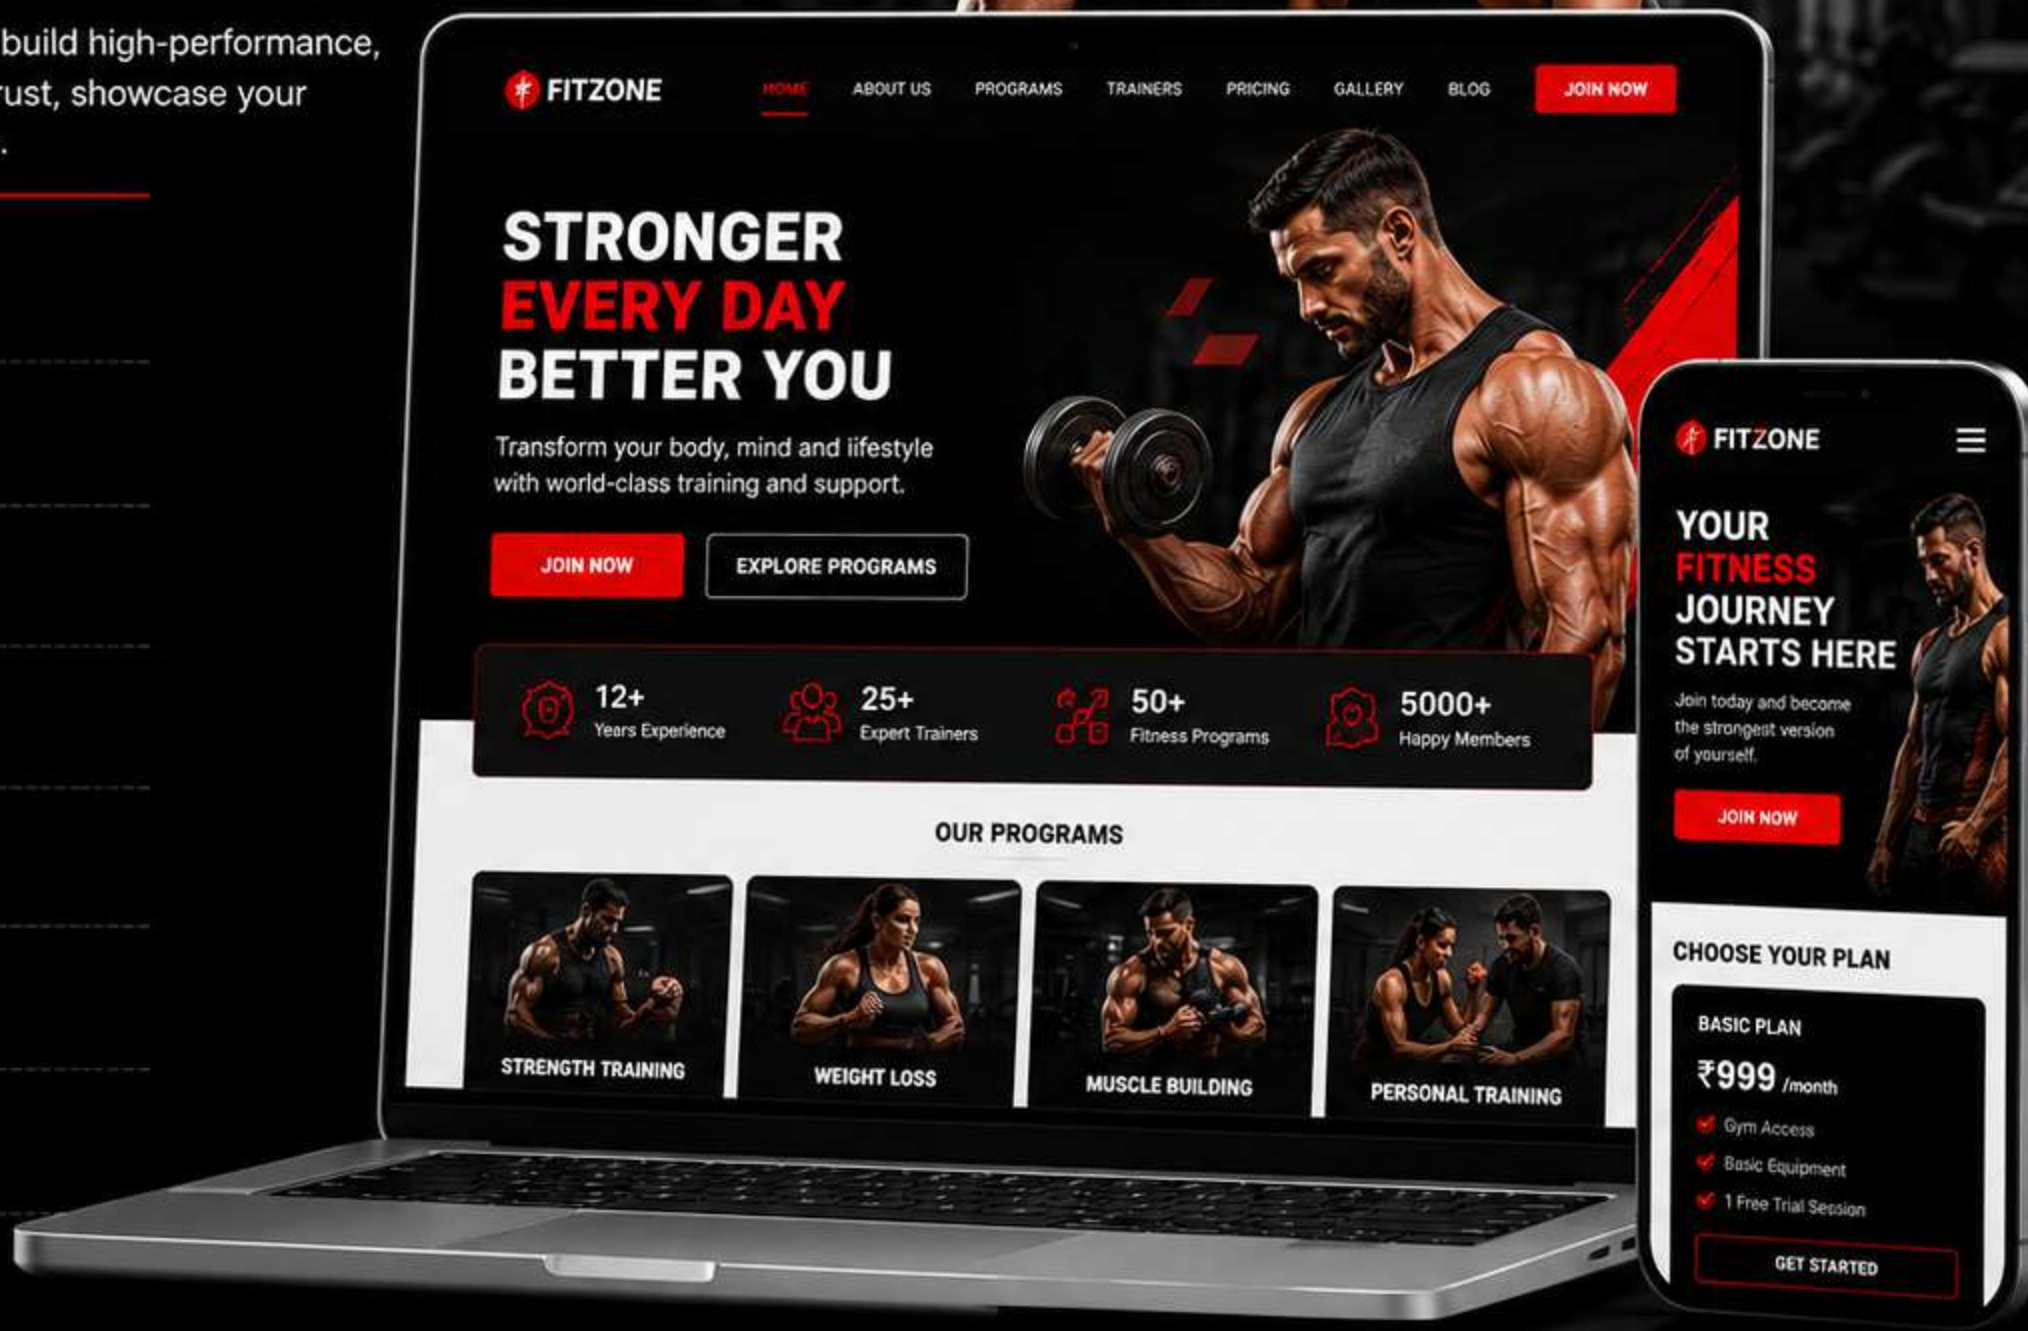 build high-performance,
rust, showcase your
.
FITZONE
HOME
ABOUT US
PROGRAMS
TRAINERS
PRICING
GALLERY
BLOG
JOIN NOW
STRONGER
EVERY DAY
BETTER YOU
Transform your body, mind and iifestyle
with world-class training and support.
JOIN NOW
EXPLORE PROGRAMS
12+
Years Experience
25+
Expert Trainers
50+
Fitness Programs
5000+
Happy Members
OUR PROGRAMS
STRENGTH TRAINING
WEIGHT LOSS
MUSCLE BUILDING
PERSONAL TRAINING
FITZONE
YOUR
FITNESS
JOURNEY
STARTS HERE
Join today and become
the strongest version
of yourself.
JOIN NOW
CHOOSE YOUR PLAN
BASIC PLAN
₹999 /month
Gym Access
Basic Equipment
1 Free Trial Session
GET STARTED